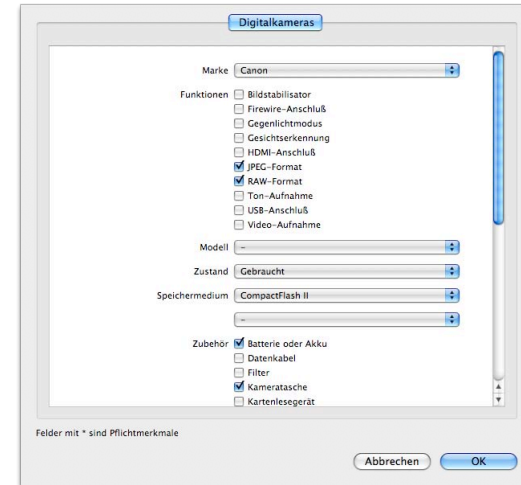 Digitalkameras
Marke Canon
Funktionen Bildstabilisator
Firewire-Anschluß
Gegenlichtmodus
Gesichtserkennung
HDMI-Anschluß
JPEG-Format
RAW-Format
Ton-Aufnahme
USB-Anschluß
Video-Aufnahme
Modell -
Zustand Gebraucht
Speichermedium CompactFlash II
-
Zubehör Batterie oder Akku
Datenkabel
Filter
Kameratasche
Kartenlesegerät
Felder mit * sind Pflichtmerkmale
Abbrechen OK